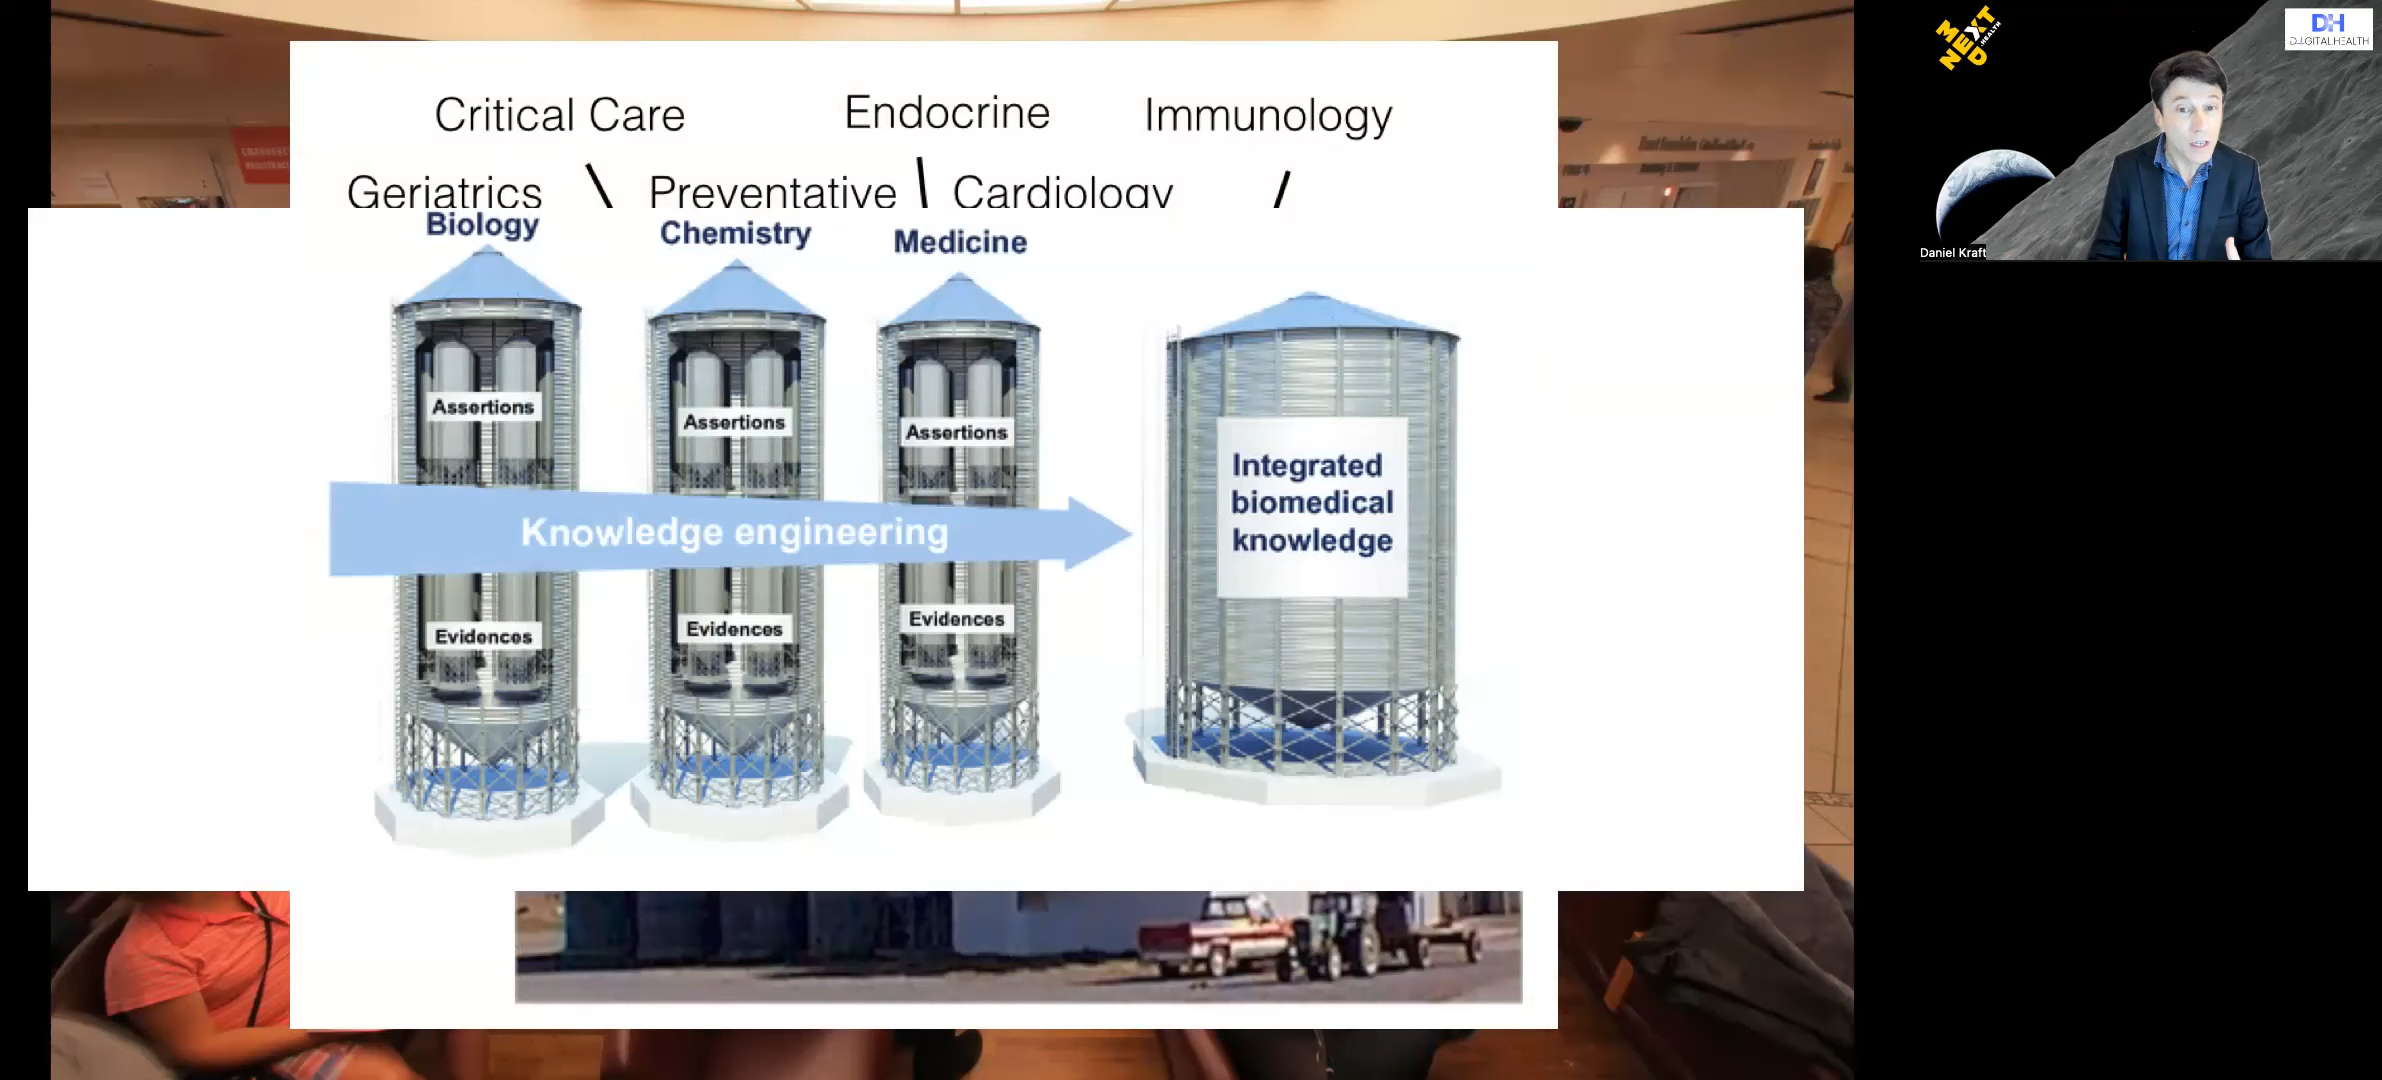 Critical Care
Endocrine
Immunology
Geriatrics
Preventative
Cardiology
Biology
Chemistry
Medicine
Assertions
Assertions
Assertions
Knowledge engineering
Integrated
biomedical
knowledge
Evidences
Evidences
Evidences
NEXT
MED
HEALTH
DH
DIGITALHEALTH
Daniel Kraft